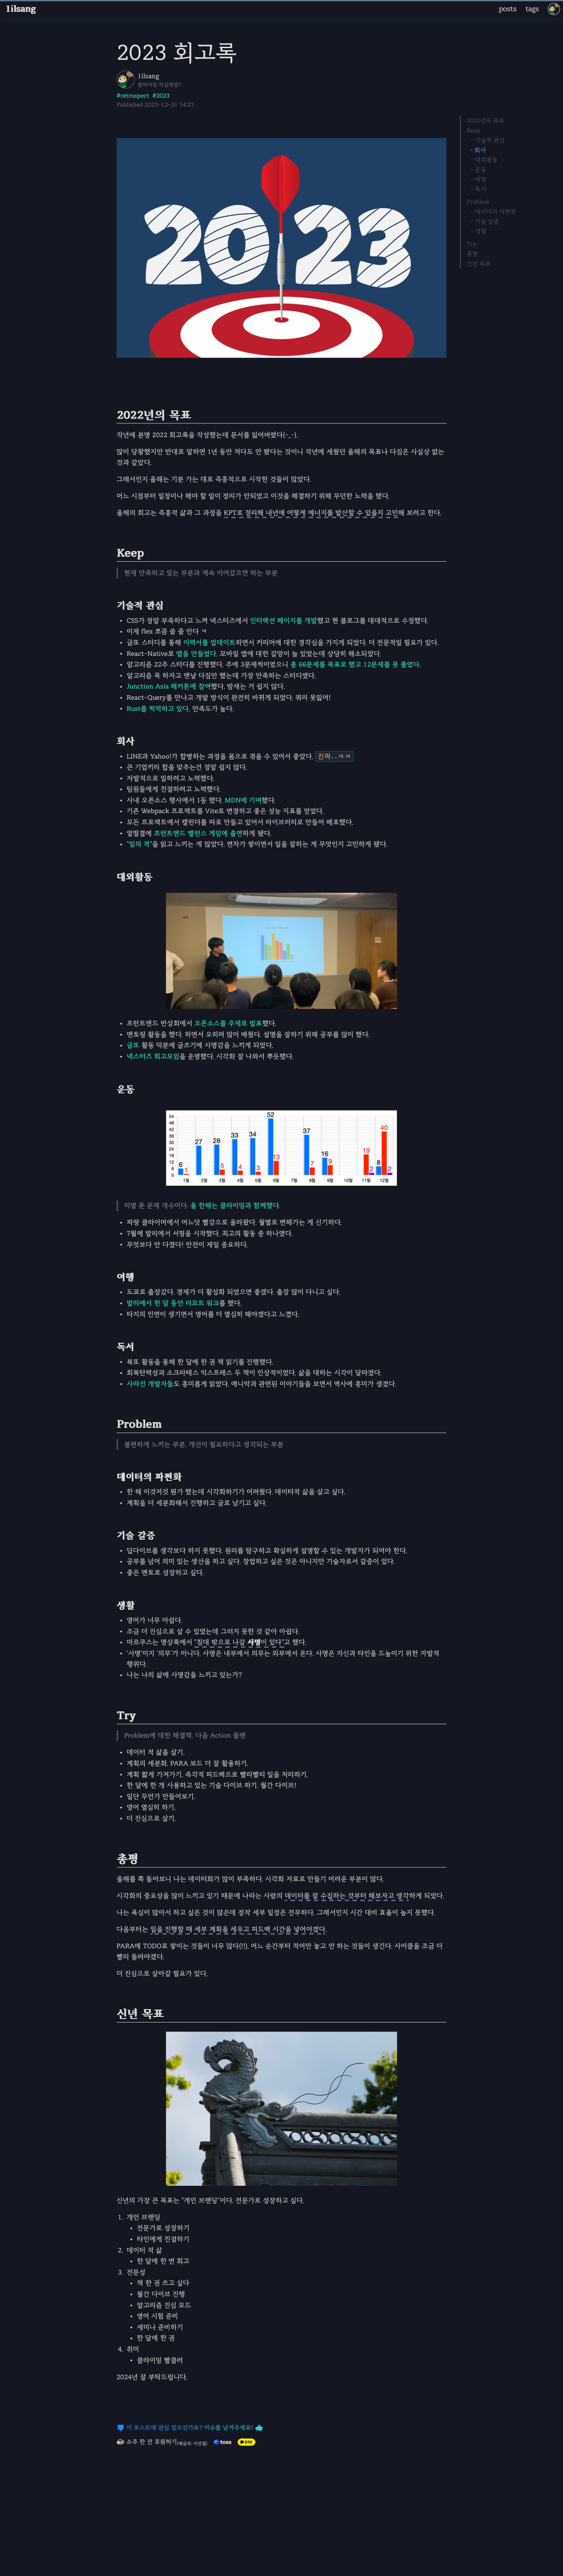 1ilsang
posts tags
2023 회고록
1ilsang
클라이밍 하실래염?
#retrospect #2023
Published 2023-12-31 14:27
2022년의 목표
Keep
- 기술적 관심
- 회사
- 대외활동
- 운동
- 여행
- 독서
Problem
- 데이터의 파편화
- 기술 갈증
- 생활
Try
총평
신년 목표
2023
2022년의 목표
작년에 분명 2022 회고록을 작성했는데 문서를 잃어버렸다(-_-).
많이 당황했지만 반대로 말하면 1년 동안 쳐다도 안 봤다는 것이니 작년에 세웠던 올해의 목표나 다짐은 사실상 없는
것과 같았다.
그래서인지 올해는 기분 가는 대로 즉흥적으로 시작한 것들이 많았다.
어느 시점부터 일정이나 해야 할 일이 정리가 안되었고 이것을 해결하기 위해 무던한 노력을 했다.
올해의 회고는 즉흥적 삶과 그 과정을 KPT로 정리해 내년에 어떻게 에너지를 발산할 수 있을지 고민해 보려고 한다.
Keep
현재 만족하고 있는 부분과 계속 이어갔으면 하는 부분
기술적 관심
CSS가 정말 부족하다고 느껴 넥스터즈에서 인터랙션 페이지를 개발했고 현 블로그를 대대적으로 수정했다.
이제 flex 쪼끔 쓸 줄 안다 ㅋ
글또 스터디를 통해 이력서를 업데이트하면서 커리어에 대한 경각심을 가지게 되었다. 더 전문적일 필요가 있다.
React-Native로 앱을 만들었다. 모바일 앱에 대한 갈망이 늘 있었는데 상당히 해소되었다.
알고리즘 22주 스터디를 진행했다. 주에 3문제씩이었으니 총 66문제를 목표로 했고 12문제를 못 풀었다.
알고리즘 꼭 하자고 맨날 다짐만 했는데 가장 만족하는 스터디였다.
Junction Asia 해커톤에 참여했다. 밤새는 거 쉽지 않다.
React-Query를 만나고 개발 방식이 완전히 바뀌게 되었다. 쿼리 못잃어!
Rust를 찍먹하고 있다. 만족도가 높다.
회사
LINE과 Yahoo!가 합병하는 과정을 몸으로 겪을 수 있어서 좋았다. 진짜..ㅋㅋ
큰 기업끼리 합을 맞추는건 정말 쉽지 않다.
자발적으로 일하려고 노력했다.
팀원들에게 친절하려고 노력했다.
사내 오픈소스 행사에서 1등 했다. MDN에 기여했다.
기존 Webpack 프로젝트를 Vite로 변경하고 좋은 성능 지표를 얻었다.
모든 프로젝트에서 캘린더를 따로 만들고 있어서 라이브러리로 만들어 배포했다.
얼떨결에 프런트엔드 밸런스 게임에 출연하게 됐다.
"일의 격"을 읽고 느끼는 게 많았다. 연차가 쌓이면서 일을 잘하는 게 무엇인지 고민하게 됐다.
대외활동
프런트엔드 반상회에서 오픈소스를 주제로 발표했다.
멘토링 활동을 했다. 하면서 오히려 많이 배웠다. 설명을 잘하기 위해 공부를 많이 했다.
글또 활동 덕분에 글쓰기에 사명감을 느끼게 되었다.
넥스터즈 회고모임을 운영했다. 시각화 잘 나와서 뿌듯했다.
운동
54
48
42
36
30
24
18
12
6
0
6 1 27 28 5 33 4 34 3 52 13 37 7 16 9 19 2 8 40 2
1월 2월 3월 4월 5월 6월 7월 8월 9월 10월 11월 12월
띠별 푼 문제 개수이다. 올 한해는 클라이밍과 함께했다.
파랑 클라이머에서 어느덧 빨강으로 올라왔다. 월별로 변해가는 게 신기하다.
7월에 발리에서 서핑을 시작했다. 최고의 활동 중 하나였다.
무엇보다 안 다쳤다! 안전이 제일 중요하다.
여행
도쿄로 출장갔다. 경제가 더 활성화 되었으면 좋겠다. 출장 많이 다니고 싶다.
발리에서 한 달 동안 리모트 워크를 했다.
타지의 인연이 생기면서 영어를 더 열심히 해야겠다고 느꼈다.
독서
북또 활동을 통해 한 달에 한 권 책 읽기를 진행했다.
회복탄력성과 소크라테스 익스프레스 두 책이 인상적이었다. 삶을 대하는 시각이 달라졌다.
사라진 개발자들도 흥미롭게 읽었다. 애니악과 관련된 이야기들을 보면서 역사에 흥미가 생겼다.
Problem
불편하게 느끼는 부분. 개선이 필요하다고 생각되는 부분
데이터의 파편화
한 해 이것저것 뭔가 했는데 시각화하기가 어려웠다. 데이터적 삶을 살고 싶다.
계획을 더 세분화해서 진행하고 글로 남기고 싶다.
기술 갈증
딥다이브를 생각보다 하지 못했다. 원리를 탐구하고 확실하게 설명할 수 있는 개발자가 되어야 한다.
공부를 넘어 의미 있는 생산을 하고 싶다. 창업하고 싶은 것은 아니지만 기술자로서 갈증이 있다.
좋은 멘토로 성장하고 싶다.
생활
영어가 너무 아쉽다.
조금 더 진심으로 살 수 있었는데 그러지 못한 것 같아 아쉽다.
마르쿠스는 명상록에서 "침대 밖으로 나갈 사명이 있다"고 했다.
'사명'이지 '의무'가 아니다. 사명은 내부에서 의무는 외부에서 온다. 사명은 자신과 타인을 드높이기 위한 자발적
행위다.
나는 나의 삶에 사명감을 느끼고 있는가?
Try
Problem에 대한 해결책. 다음 Action 플랜
데이터 적 삶을 살기.
계획의 세분화. PARA 보드 더 잘 활용하기.
계획 짧게 가져가기. 즉각적 피드백으로 빨리빨리 일을 처리하기.
한 달에 한 개 사용하고 있는 기술 다이브 하기. 월간 다이브!
일단 무언가 만들어보기.
영어 열심히 하기.
더 진심으로 살기.
총평
올해를 쭉 돌아보니 나는 데이터화가 많이 부족하다. 시각화 자료로 만들기 어려운 부분이 많다.
시각화의 중요성을 많이 느끼고 있기 때문에 나라는 사람의 데이터를 잘 수집하는 것부터 해보자고 생각하게 되었다.
나는 욕심이 많아서 하고 싶은 것이 많은데 정작 세부 일정은 전무하다. 그래서인지 시간 대비 효율이 높지 못했다.
다음부터는 일을 진행할 때 세부 계획을 세우고 피드백 시간을 넣어야겠다.
PARA에 TODO로 쌓이는 것들이 너무 많다(!!). 어느 순간부터 적어만 놓고 안 하는 것들이 생긴다. 사이클을 조금 더
빨리 돌려야겠다.
더 진심으로 살아갈 필요가 있다.
신년 목표
신년의 가장 큰 목표는 "개인 브랜딩"이다. 전문가로 성장하고 싶다.
1. 개인 브랜딩
전문가로 성장하기
타인에게 친절하기
2. 데이터 적 삶
한 달에 한 번 회고
3. 전문성
책 한 권 쓰고 싶다
월간 다이브 진행
알고리즘 진심 모드
영어 시험 준비
세미나 준비하기
한 달에 한 권
4. 취미
클라이밍 빨클러
2024년 잘 부탁드립니다.
이 포스트에 관심 있으신가요? 이슈를 남겨주세요!
소주 한 잔 후원하기(예금주: 이상철) toss pay